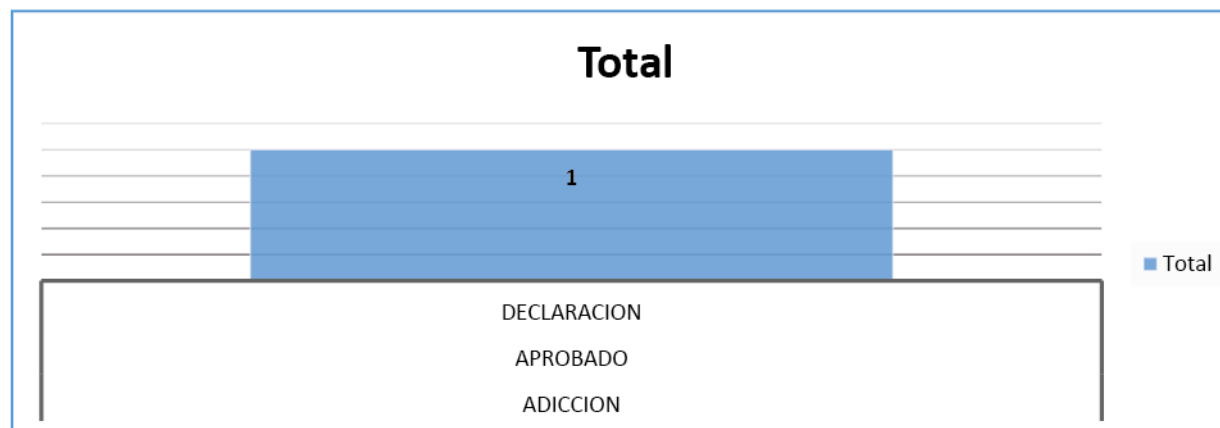 Total
1
Total
DECLARACION
APROBADO
ADICCION